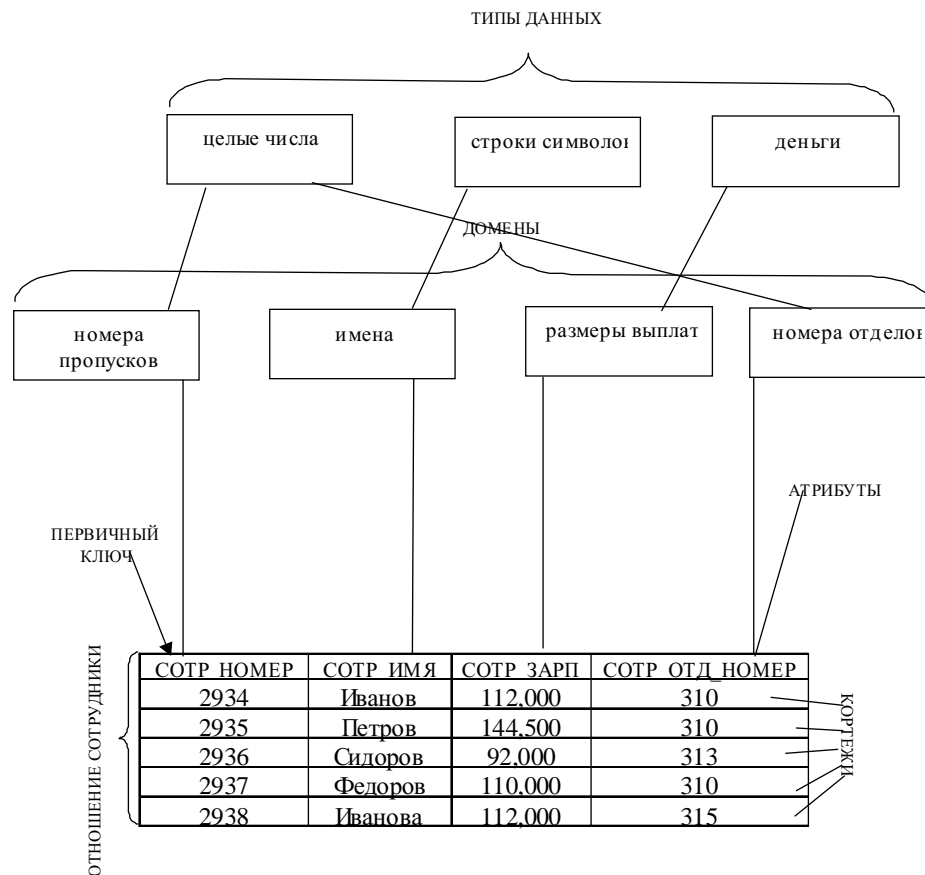 ТИПЫ ДАННЫХ
целые числа
строки символов
деньги
ДОМЕНЫ
номера
пропусков
имена
размеры выплат
номера отделов
АТРИБУТЫ
ПЕРВИЧНЫЙ
КЛЮЧ
ОТНОШЕНИЕ СОТРУДНИКИ
СОТР_НОМЕР СОТР_ИМЯ СОТР_ЗАРП СОТР_ОТД_НОМЕР
2934 Иванов 112,000 310
2935 Петров 144,500 310
2936 Сидоров 92,000 313
2937 Федоров 110,000 310
2938 Иванова 112,000 315
КОРТЕЖИ